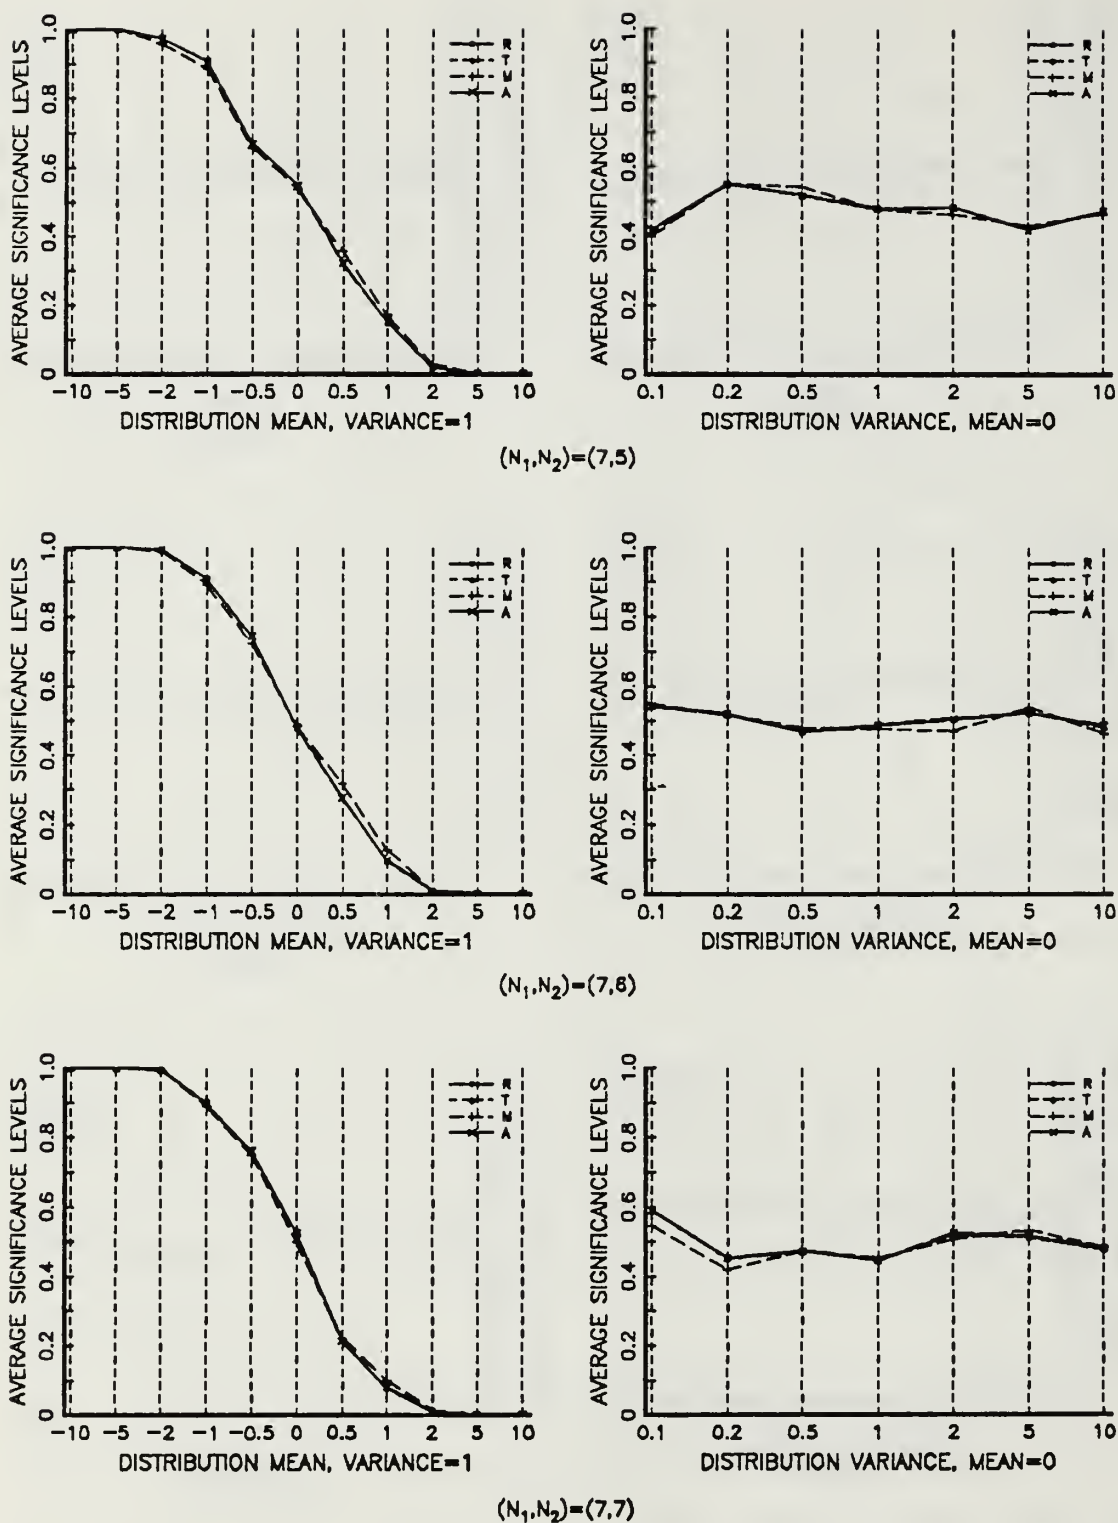 AVERAGE SIGNIFICANCE LEVELS
1.0
0.8
0.6
0.4
0.2
0
R
T
M
A
-10 -5 -2 -1 -0.5 0 0.5 1 2 5 10
DISTRIBUTION MEAN, VARIANCE=1
AVERAGE SIGNIFICANCE LEVELS
1.0
0.8
0.6
0.4
0.2
0
R
T
M
A
0.1 0.2 0.5 1 2 5 10
DISTRIBUTION VARIANCE, MEAN=0
(N₁,N₂)=(7,5)
AVERAGE SIGNIFICANCE LEVELS
1.0
0.8
0.6
0.4
0.2
0
R
T
M
A
-10 -5 -2 -1 -0.5 0 0.5 1 2 5 10
DISTRIBUTION MEAN, VARIANCE=1
AVERAGE SIGNIFICANCE LEVELS
1.0
0.8
0.6
0.4
0.2
0
R
T
M
A
0.1 0.2 0.5 1 2 5 10
DISTRIBUTION VARIANCE, MEAN=0
(N₁,N₂)=(7,6)
AVERAGE SIGNIFICANCE LEVELS
1.0
0.8
0.6
0.4
0.2
0
R
T
M
A
-10 -5 -2 -1 -0.5 0 0.5 1 2 5 10
DISTRIBUTION MEAN, VARIANCE=1
AVERAGE SIGNIFICANCE LEVELS
1.0
0.8
0.6
0.4
0.2
0
R
T
M
A
0.1 0.2 0.5 1 2 5 10
DISTRIBUTION VARIANCE, MEAN=0
(N₁,N₂)=(7,7)